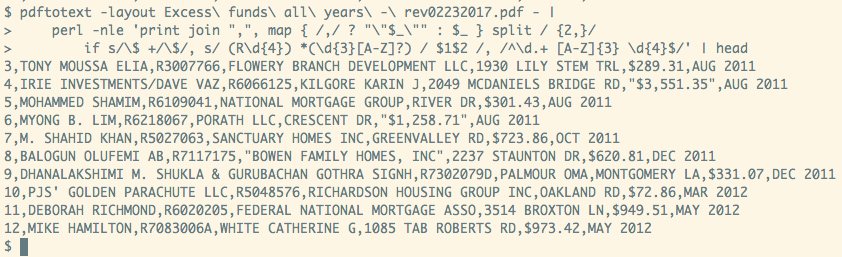 $ pdftotext -layout Excess\ funds\ all\ years\ -\ rev02232017.pdf - |
>     perl -nle 'print join ",", map { /,/ ? "\"$_\"" : $_ } split / {2,}/
>         if s/\$ +/\$/, s/ (R\d{4}) *(\d{3}[A-Z]?) / $1$2 /, /^\d.+ [A-Z]{3} \d{4}$/' | head
3,TONY MOUSSA ELIA,R3007766,FLOWERY BRANCH DEVELOPMENT LLC,1930 LILY STEM TRL,$289.31,AUG 2011
4,IRIE INVESTMENTS/DAVE VAZ,R6066125,KILGORE KARIN J,2049 MCDANIELS BRIDGE RD,"$3,551.35",AUG 2011
5,MOHAMMED SHAMIM,R6109041,NATIONAL MORTGAGE GROUP,RIVER DR,$301.43,AUG 2011
6,MYONG B. LIM,R6218067,PORATH LLC,CRESCENT DR,"$1,258.71",AUG 2011
7,M. SHAHID KHAN,R5027063,SANCTUARY HOMES INC,GREENVALLEY RD,$723.86,OCT 2011
8,BALOGUN OLUFEMI AB,R7117175,"BOWEN FAMILY HOMES, INC",2237 STAUNTON DR,$620.81,DEC 2011
9,DHANALAKSHIMI M. SHUKLA & GURUBACHAN GOTHRA SIGNH,R7302079D,PALMOUR OMA,MONTGOMERY LA,$331.07,DEC 2011
10,PJS' GOLDEN PARACHUTE LLC,R5048576,RICHARDSON HOUSING GROUP INC,OAKLAND RD,$72.86,MAR 2012
11,DEBORAH RICHMOND,R6020205,FEDERAL NATIONAL MORTGAGE ASSO,3514 BROXTON LN,$949.51,MAY 2012
12,MIKE HAMILTON,R7083006A,WHITE CATHERINE G,1085 TAB ROBERTS RD,$973.42,MAY 2012
$